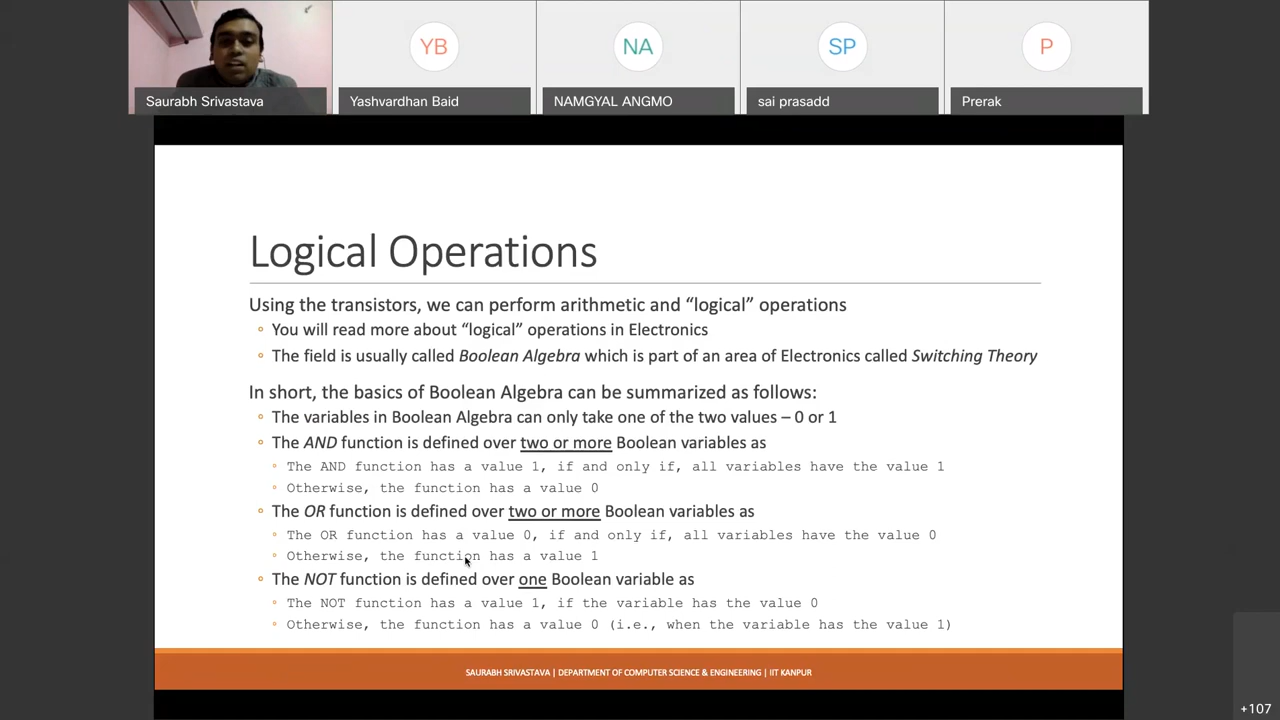 YB
NA
SP
P
Saurabh Srivastava
Yashvardhan Baid
NAMGYAL ANGMO
sai prasadd
Prerak
Logical Operations
Using the transistors, we can perform arithmetic and “logical” operations
You will read more about “logical” operations in Electronics
The field is usually called Boolean Algebra which is part of an area of Electronics called Switching Theory
In short, the basics of Boolean Algebra can be summarized as follows:
The variables in Boolean Algebra can only take one of the two values – 0 or 1
The AND function is defined over two or more Boolean variables as
The AND function has a value 1, if and only if, all variables have the value 1
Otherwise, the function has a value 0
The OR function is defined over two or more Boolean variables as
The OR function has a value 0, if and only if, all variables have the value 0
Otherwise, the function has a value 1
The NOT function is defined over one Boolean variable as
The NOT function has a value 1, if the variable has the value 0
Otherwise, the function has a value 0 (i.e., when the variable has the value 1)
SAURABH SRIVASTAVA | DEPARTMENT OF COMPUTER SCIENCE & ENGINEERING | IIT KANPUR
+107